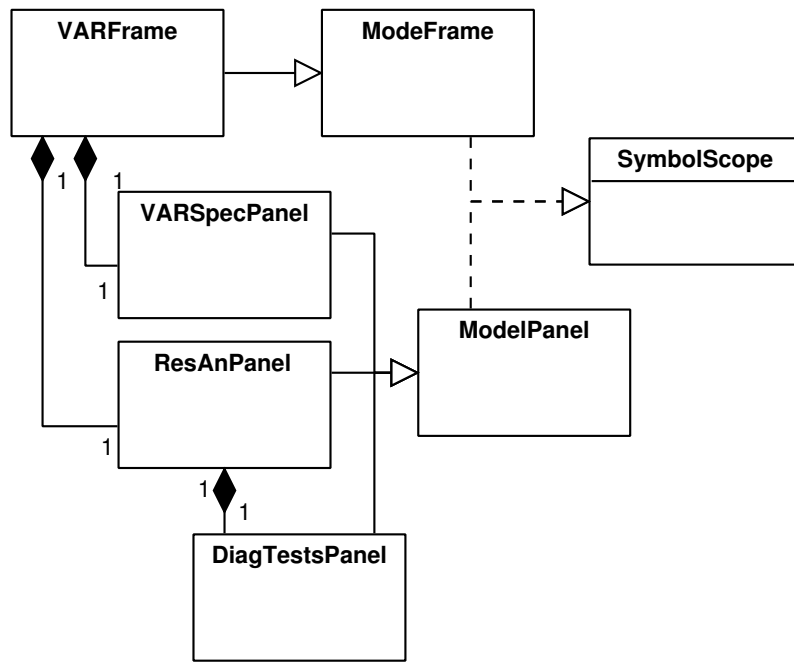 VARFrame
ModeFrame
SymbolScope
1
1
VARSpecPanel
1
ModelPanel
ResAnPanel
1
1
1
DiagTestsPanel